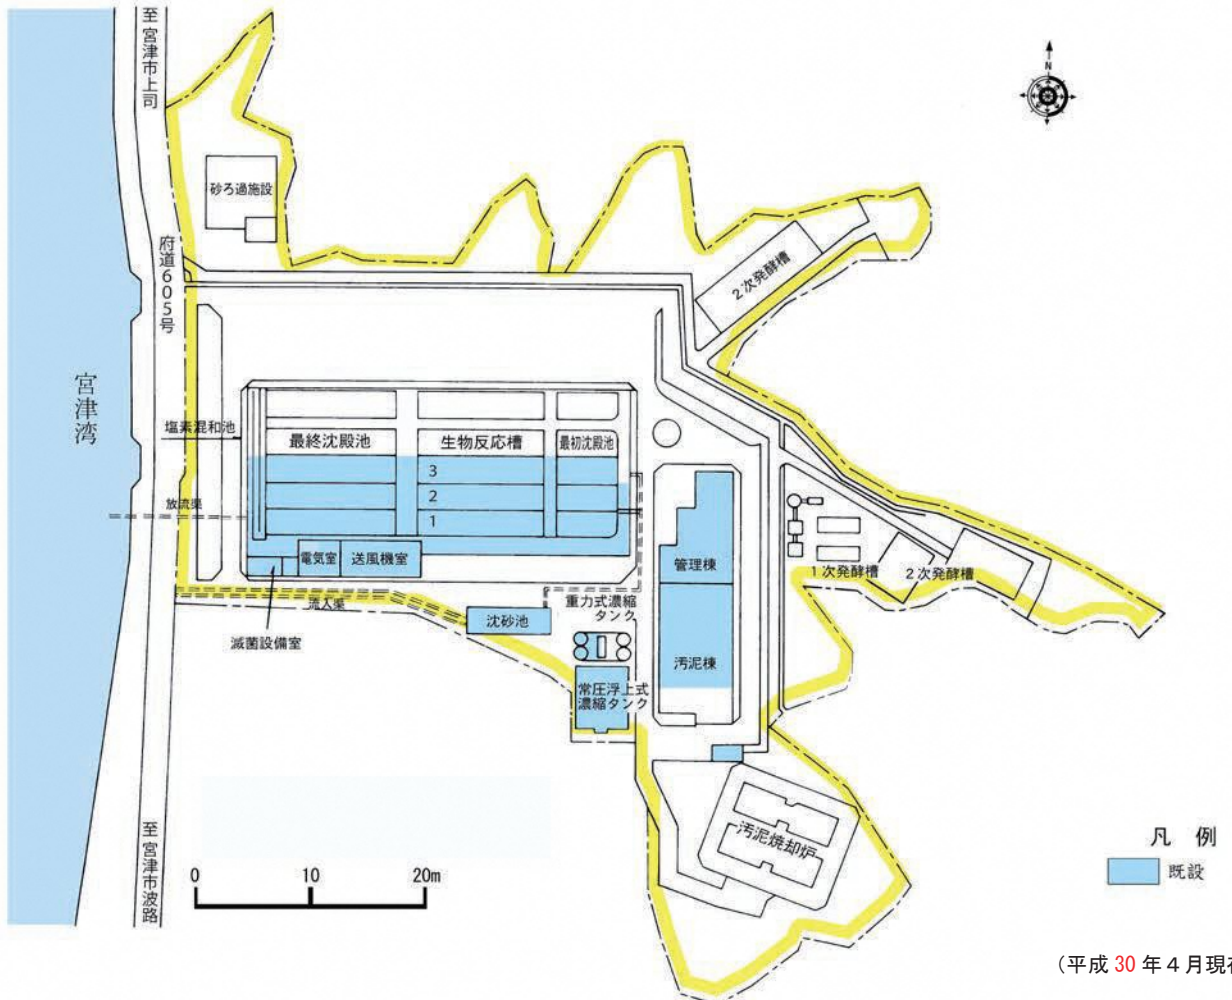 至宮津市上司
N
砂ろ過施設
府道605号
2次発酵槽
宮津湾
塩素混和池
最終沈殿池
生物反応槽
最初沈殿池
3
2
1
放流渠
電気室
送風機室
管理棟
1次発酵槽
2次発酵槽
流入渠
重力式濃縮
タンク
沈砂池
滅菌設備室
汚泥棟
常圧浮上式
濃縮タンク
汚泥焼却炉
至宮津市波路
0
10
20m
凡例
既設
(平成30年4月現在